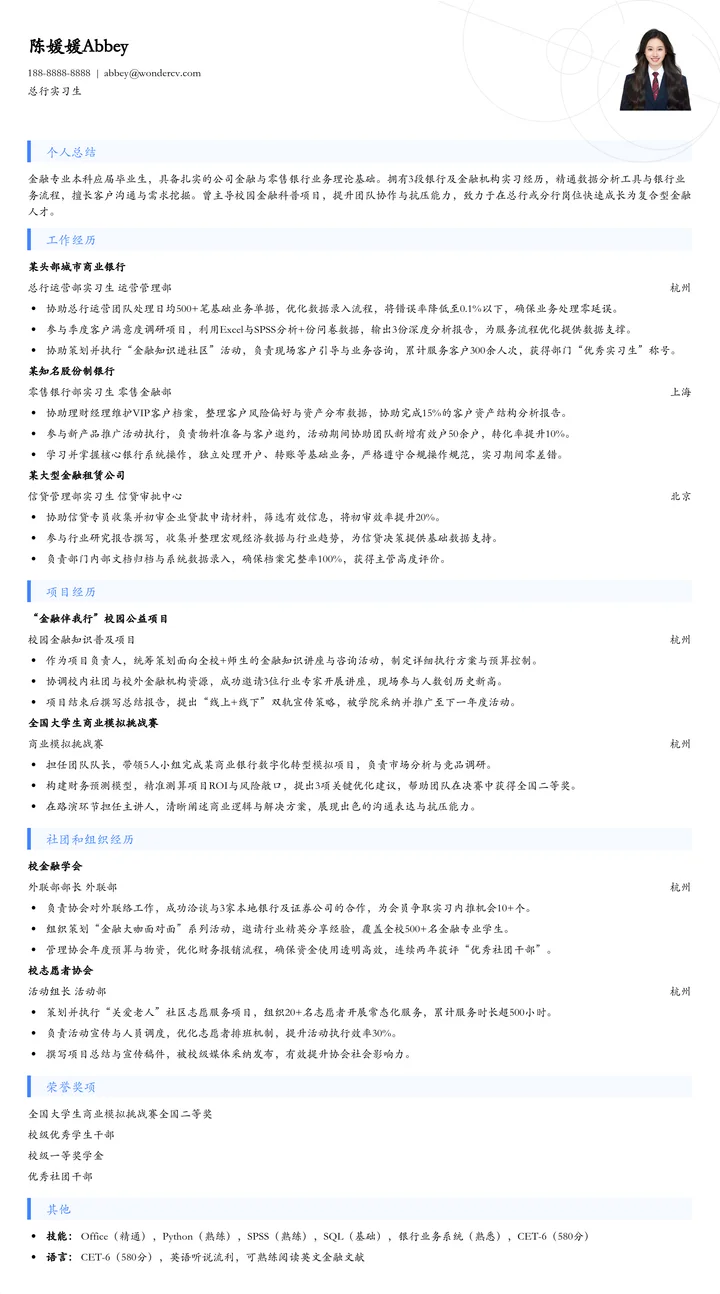 陈媛媛Abbey
188-8888-8888 | abbey@wondercv.com
总行实习生
个人总结
金融专业本科应届毕业生，具备扎实的公司金融与零售银行业务理论基础。拥有3段银行及金融机构实习经历，精通数据分析工具与银行业
务流程，擅长客户沟通与需求挖掘。曾主导校园金融科普项目，提升团队协作与抗压能力，致力于在总行或分行岗位快速成长为复合型金融
人才。
工作经历
某头部城市商业银行
总行运营部实习生 运营管理部 杭州
• 协助总行运营团队处理日均500+笔基础业务单据，优化数据录入流程，将错误率降低至0.1%以下，确保业务处理零延误。
• 参与季度客户满意度调研项目，利用Excel与SPSS分析+份问卷数据，输出3份深度分析报告，为服务流程优化提供数据支撑。
• 协助策划并执行“金融知识进社区”活动，负责现场客户引导与业务咨询，累计服务客户300余人次，获得部门“优秀实习生”称号。
某知名股份制银行
零售银行部实习生 零售金融部 上海
• 协助理财经理维护VIP客户档案，整理客户风险偏好与资产分布数据，协助完成15%的客户资产结构分析报告。
• 参与新产品推广活动执行，负责物料准备与客户邀约，活动期间协助团队新增有效户50余户，转化率提升10%。
• 学习并掌握核心银行系统操作，独立处理开户、转账等基础业务，严格遵守合规操作规范，实习期间零差错。
某大型金融租赁公司
信贷管理部实习生 信贷审批中心 北京
• 协助信贷专员收集并初审企业贷款申请材料，筛选有效信息，将初审效率提升20%。
• 参与行业研究报告撰写，收集并整理宏观经济数据与行业趋势，为信贷决策提供基础数据支持。
• 负责部门内部文档归档与系统数据录入，确保档案完整率100%，获得主管高度评价。
项目经历
“金融伴我行”校园公益项目
校园金融知识普及项目 杭州
• 作为项目负责人，统筹策划面向全校+师生的金融知识讲座与咨询活动，制定详细执行方案与预算控制。
• 协调校内社团与校外金融机构资源，成功邀请3位行业专家开展讲座，现场参与人数创历史新高。
• 项目结束后撰写总结报告，提出“线上+线下”双轨宣传策略，被学院采纳并推广至下一年度活动。
全国大学生商业模拟挑战赛
商业模拟挑战赛 杭州
• 担任团队队长，带领5人小组完成某商业银行数字化转型模拟项目，负责市场分析与竞品调研。
• 构建财务预测模型，精准测算项目ROI与风险敞口，提出3项关键优化建议，帮助团队在决赛中获得全国二等奖。
• 在路演环节担任主讲人，清晰阐述商业逻辑与解决方案，展现出色的沟通表达与抗压能力。
社团和组织经历
校金融学会
外联部部长 外联部 杭州
• 负责协会对外联络工作，成功洽谈与3家本地银行及证券公司的合作，为会员争取实习内推机会10+个。
• 组织策划“金融大咖面对面”系列活动，邀请行业精英分享经验，覆盖全校500+名金融专业学生。
• 管理协会年度预算与物资，优化财务报销流程，确保资金使用透明高效，连续两年获评“优秀社团干部”。
校志愿者协会
活动组长 活动部 杭州
• 策划并执行“关爱老人”社区志愿服务项目，组织20+名志愿者开展常态化服务，累计服务时长超500小时。
• 负责活动宣传与人员调度，优化志愿者排班机制，提升活动执行效率30%。
• 撰写项目总结与宣传稿件，被校级媒体采纳发布，有效提升协会社会影响力。
荣誉奖项
全国大学生商业模拟挑战赛全国二等奖
校级优秀学生干部
校级一等奖学金
优秀社团干部
其他
• 技能： Office（精通）, Python（熟练）, SPSS（熟练）, SQL（基础）, 银行业务系统（熟悉）, CET-6（580分）
• 语言： CET-6（580分）, 英语听说流利，可熟练阅读英文金融文献